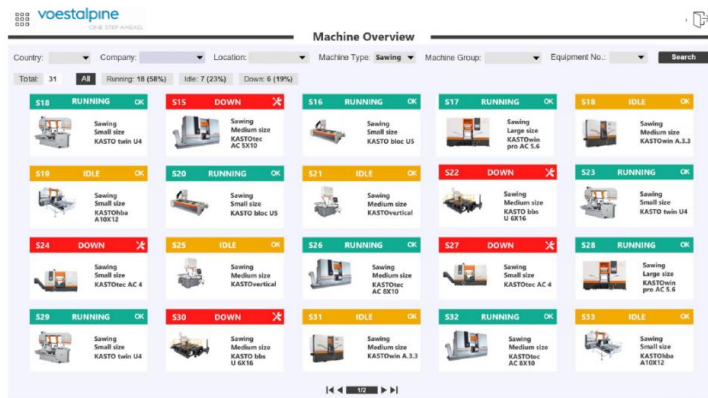 voestalpine
ONE STEP AHEAD.
Machine Overview
Country: Company: Location: Machine Type: Sawing Machine Group: Equipment No.: Search
Total: 31 All Running: 18 (58%) Idle: 7 (23%) Down: 6 (19%)
S18 RUNNING OK
Sawing
Small size
KASTO twin U4
S15 DOWN
Sawing
Medium size
KASTOtec
AC 5X10
S16 RUNNING OK
Sawing
Small size
KASTO bloc U5
S17 RUNNING OK
Sawing
Large size
KASTOwin
pro AC 5.6
S18 IDLE OK
Sawing
Medium size
KASTOwin A.3.3
S19 IDLE OK
Sawing
Small size
KASTOhba
A10X12
S20 RUNNING OK
Sawing
Small size
KASTO bloc U5
S21 IDLE OK
Sawing
Medium size
KASTOvertical
S22 DOWN
Sawing
Medium size
KASTO bbs
U 6X16
S23 RUNNING OK
Sawing
Small size
KASTO twin U4
S24 DOWN
Sawing
Small size
KASTOtec AC 4
S25 IDLE OK
Sawing
Medium size
KASTOvertical
S26 RUNNING OK
Sawing
Medium size
KASTOtec
AC 8X10
S27 DOWN
Sawing
Small size
KASTOtec AC 4
S28 RUNNING OK
Sawing
Large size
KASTOwin
pro AC 5.6
S29 RUNNING OK
Sawing
Small size
KASTO twin U4
S30 DOWN
Sawing
Medium size
KASTO bbs
U 6X16
S31 IDLE OK
Sawing
Medium size
KASTOwin A.3.3
S32 RUNNING OK
Sawing
Medium size
KASTOtec
AC 8X10
S33 IDLE OK
Sawing
Small size
KASTOhba
A10X12
1/2